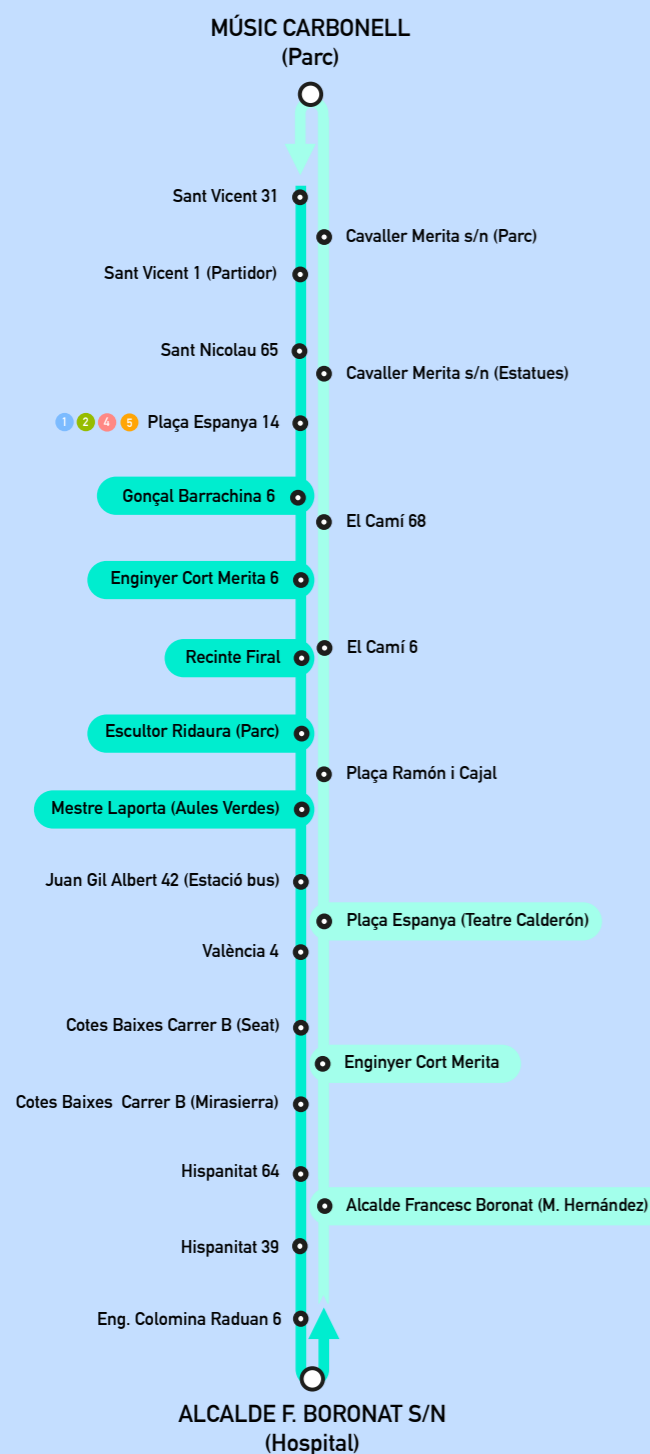 MÚSIC CARBONELL
(Parc)
Sant Vicent 31
Cavaller Merita s/n (Parc)
Sant Vicent 1 (Partidor)
Sant Nicolau 65
Cavaller Merita s/n (Estatues)
1 2 4 5 Plaça Espanya 14
Gonçal Barrachina 6
El Camí 68
Enginyer Cort Merita 6
El Camí 6
Recinte Firal
Escultor Ridaura (Parc)
Plaça Ramón i Cajal
Mestre Laporta (Aules Verdes)
Juan Gil Albert 42 (Estació bus)
Plaça Espanya (Teatre Calderón)
València 4
Cotes Baixes Carrer B (Seat)
Enginyer Cort Merita
Cotes Baixes Carrer B (Mirasierra)
Hispanitat 64
Alcalde Francesc Boronat (M. Hernández)
Hispanitat 39
Eng. Colomina Raduan 6
ALCALDE F. BORONAT S/N
(Hospital)